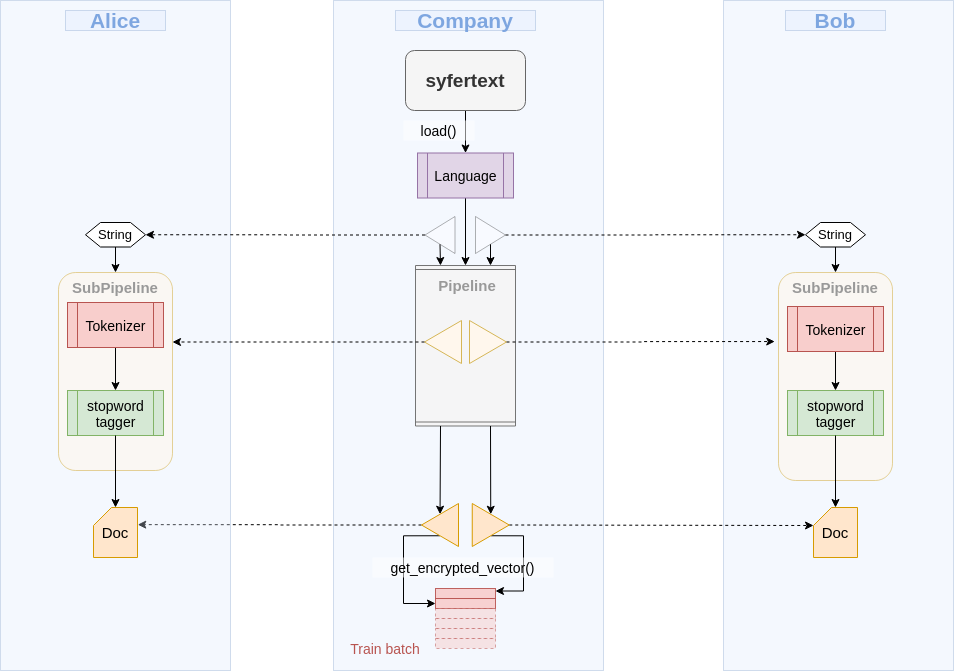 Alice
Company
Bob
syfertext
load()
Language
String
String
SubPipeline
Pipeline
SubPipeline
Tokenizer
Tokenizer
stopword
tagger
stopword
tagger
Doc
Doc
get_encrypted_vector()
Train batch